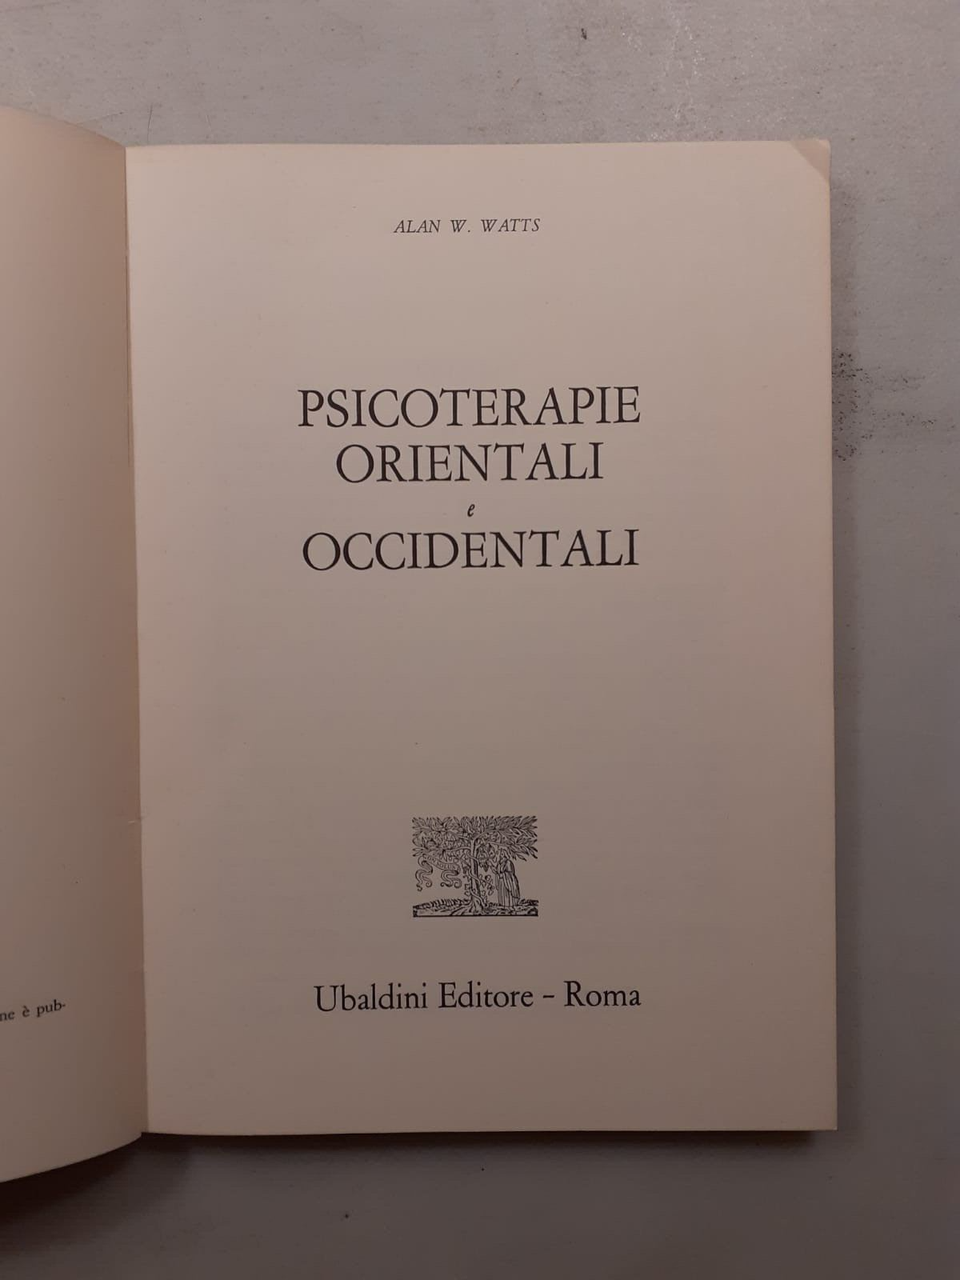 ALAN W. WATTS
PSICOTERAPIE
ORIENTALI
e
OCCIDENTALI
Ubaldini Editore - Roma
ne è pub-